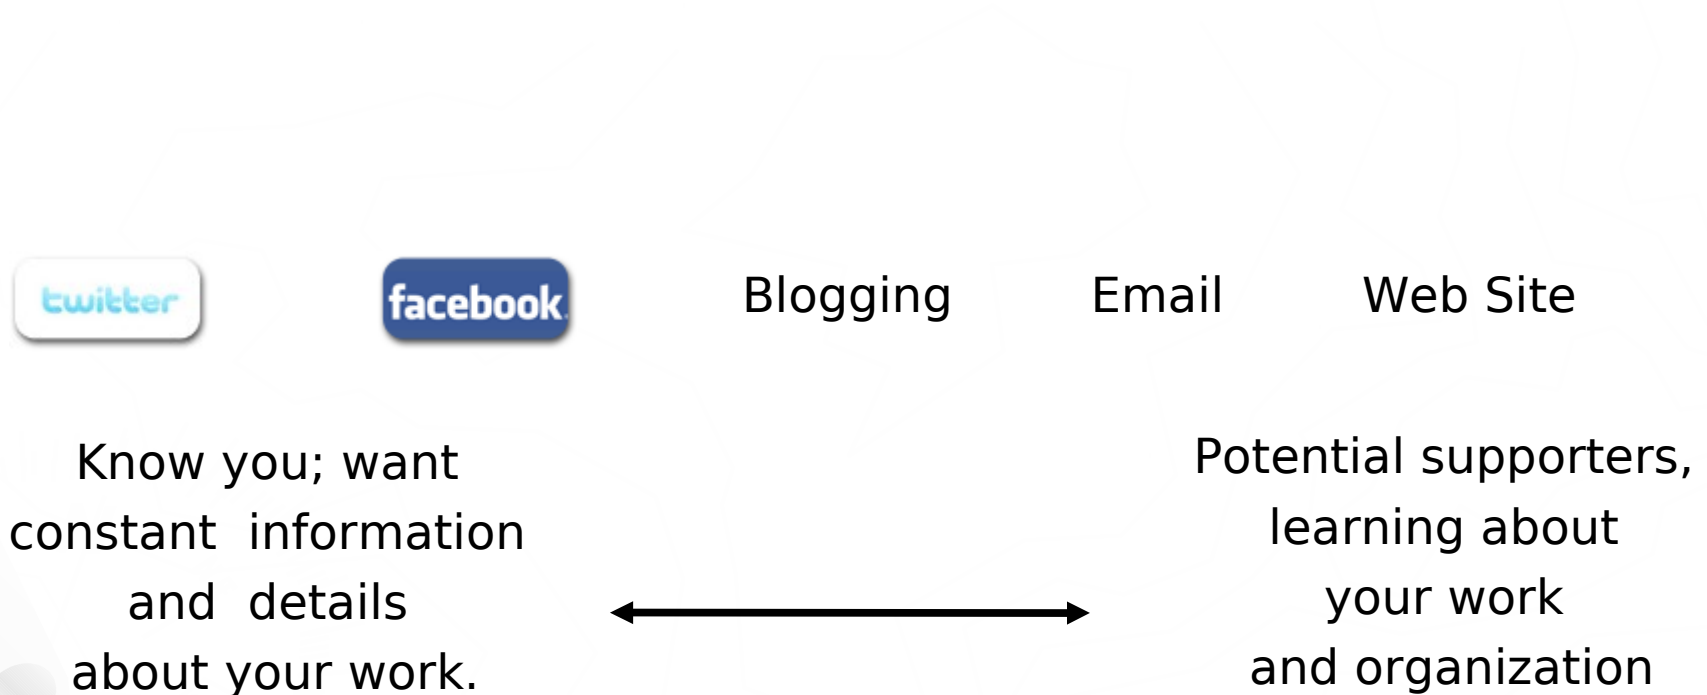 twitter
facebook
Blogging
Email
Web Site
Know you; want
constant information
and details
about your work.
Potential supporters,
learning about
your work
and organization